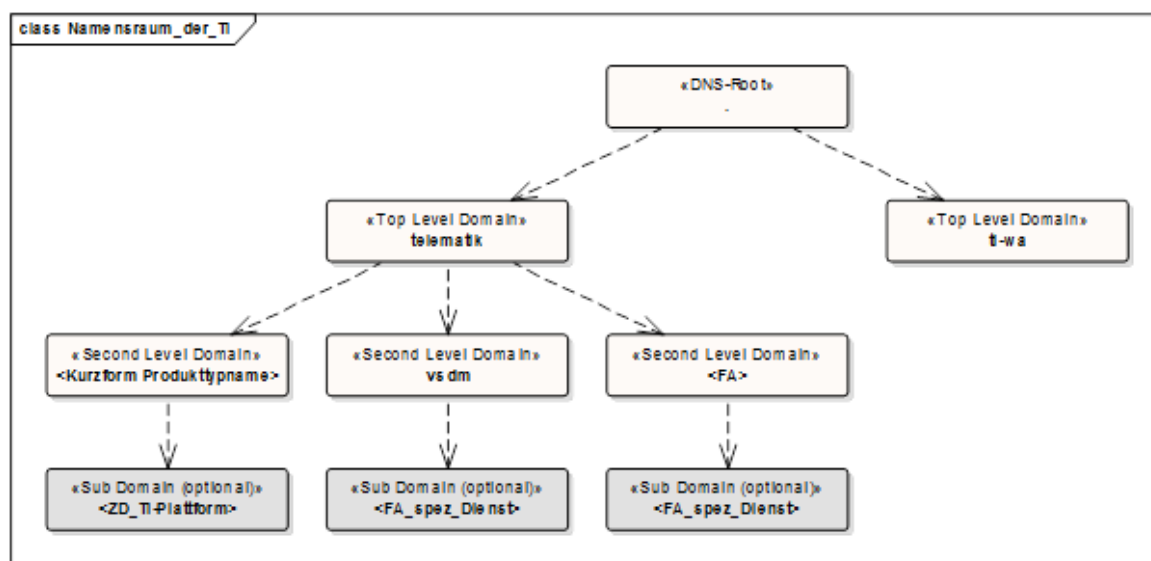 class Namensraum_der_TI
«DNS-Root»
.
«Top Level Domain»
telematik
«Top Level Domain»
ti-wa
«Second Level Domain»
<Kurzform Produkttypname>
«Second Level Domain»
vsdm
«Second Level Domain»
<FA>
«Sub Domain (optional)»
<ZD_TI-Plattform>
«Sub Domain (optional)»
<FA_spez_Dienst>
«Sub Domain (optional)»
<FA_spez_Dienst>